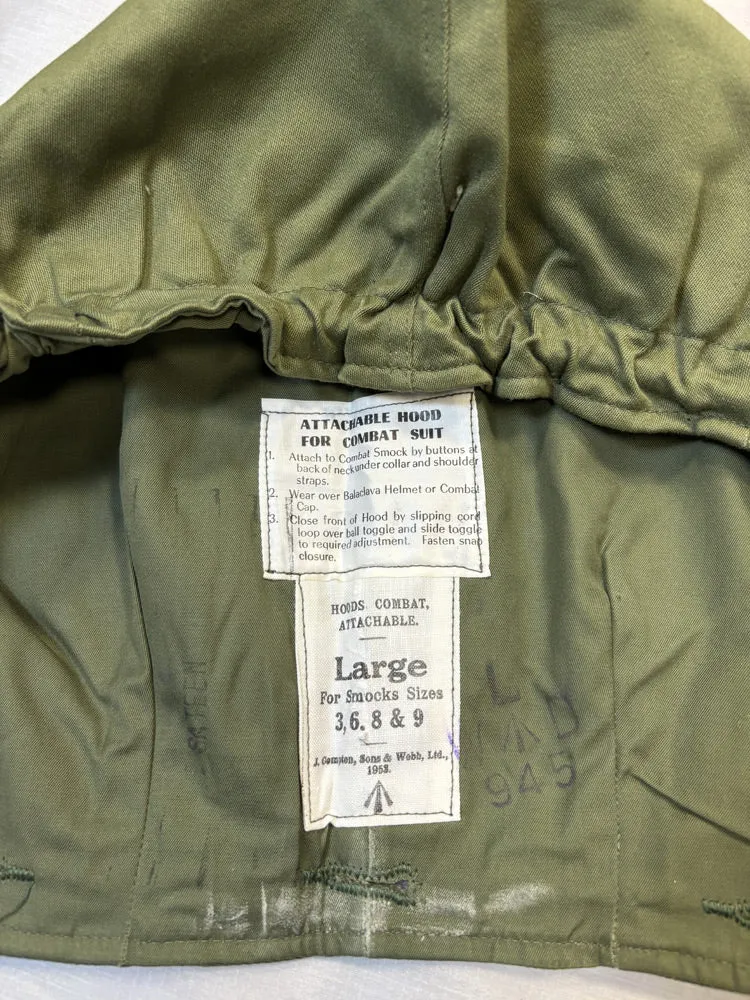 ATTACHABLE HOOD
FOR COMBAT SUIT
1. Attach to Combat Smock by buttons at
back of neck under collar and shoulder
straps.
2. Wear over Balaclava Helmet or Combat
Cap.
3. Close front of Hood by slipping cord
loop over ball toggle and slide toggle
to required adjustment. Fasten snap
closure.
HOODS COMBAT,
ATTACHABLE.
Large
For Smocks Sizes
3, 6. 8 & 9
J. Compton, Sons & Webb, Ltd.,
1953.
L
D
945